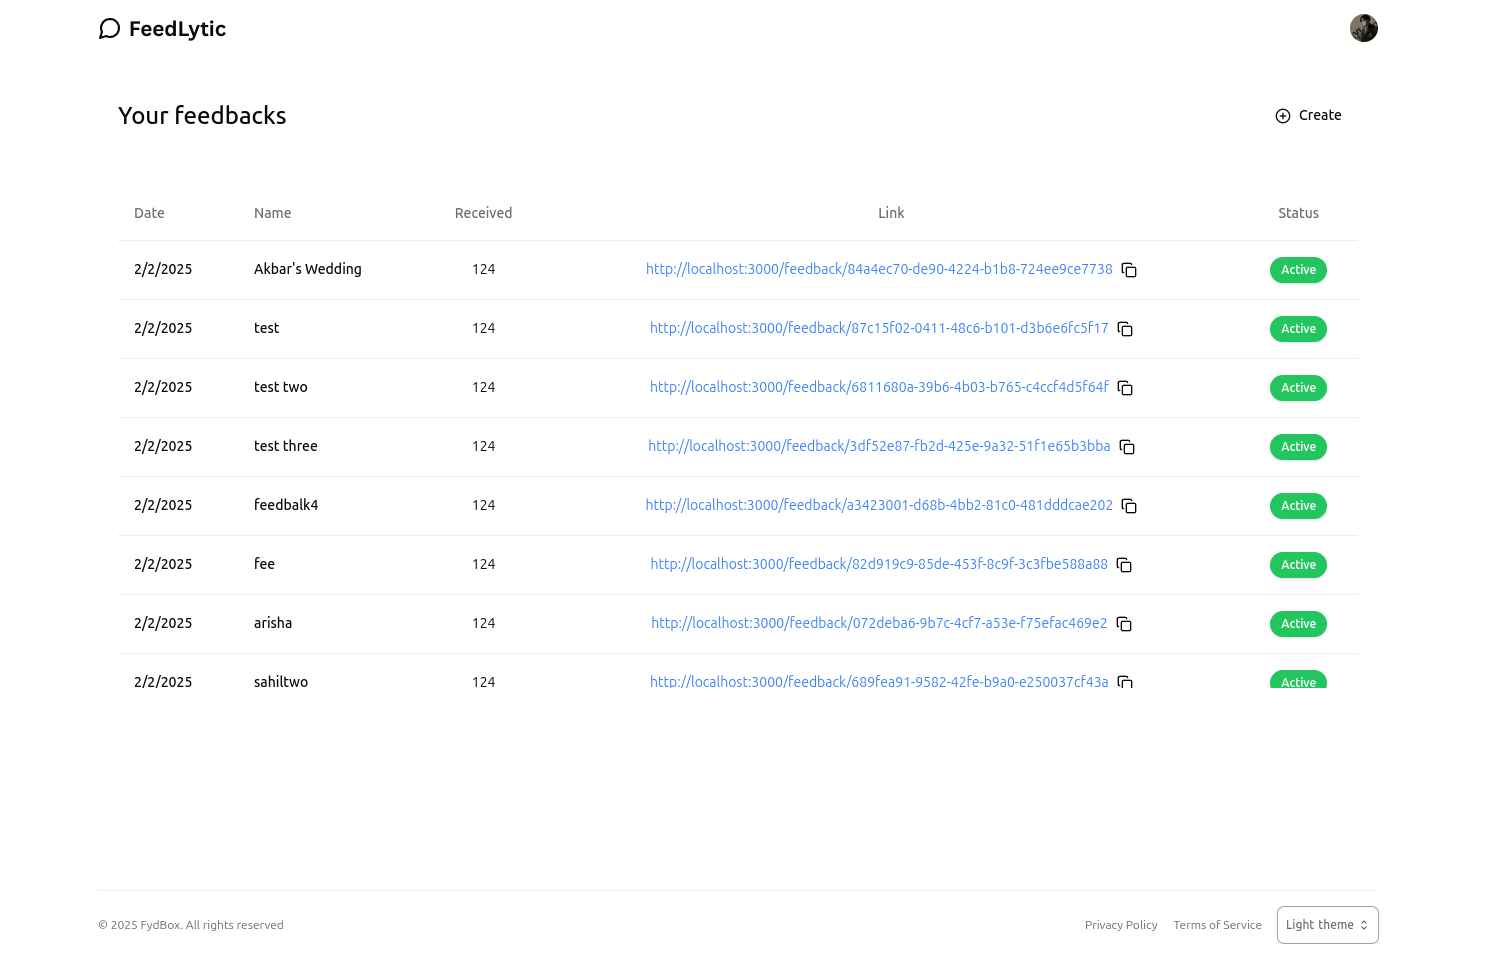 FeedLytic
Your feedbacks
Create
Date Name Received Link Status
2/2/2025 Akbar's Wedding 124 http://localhost:3000/feedback/84a4ec70-de90-4224-b1b8-724ee9ce7738 Active
2/2/2025 test 124 http://localhost:3000/feedback/87c15f02-0411-48c6-b101-d3b6e6fc5f17 Active
2/2/2025 test two 124 http://localhost:3000/feedback/6811680a-39b6-4b03-b765-c4ccf4d5f64f Active
2/2/2025 test three 124 http://localhost:3000/feedback/3df52e87-fb2d-425e-9a32-51f1e65b3bba Active
2/2/2025 feedbalk4 124 http://localhost:3000/feedback/a3423001-d68b-4bb2-81c0-481dddcae202 Active
2/2/2025 fee 124 http://localhost:3000/feedback/82d919c9-85de-453f-8c9f-3c3fbe588a88 Active
2/2/2025 arisha 124 http://localhost:3000/feedback/072deba6-9b7c-4cf7-a53e-f75efac469e2 Active
2/2/2025 sahiltwo 124 http://localhost:3000/feedback/689fea91-9582-42fe-b9a0-e250037cf43a Active
© 2025 FydBox. All rights reserved Privacy Policy Terms of Service Light theme